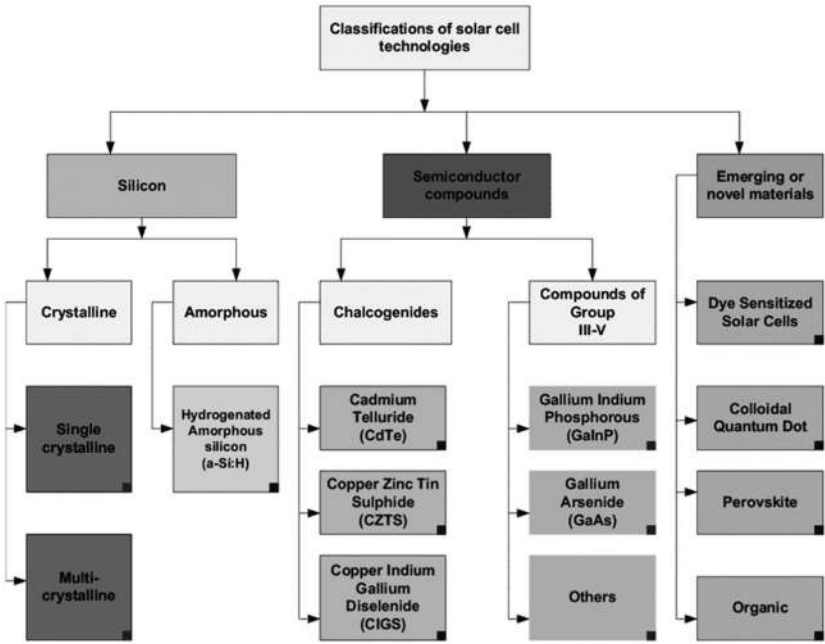 Classifications of solar cell
technologies
Silicon
Semiconductor
compounds
Emerging or
novel materials
Crystalline
Amorphous
Chalcogenides
Compounds of
Group
III-V
Dye Sensitized
Solar Cells
Single
crystalline
Hydrogenated
Amorphous
silicon
(a-Si:H)
Cadmium
Telluride
(CdTe)
Gallium Indium
Phosphorous
(GaInP)
Colloidal
Quantum Dot
Copper Zinc Tin
Sulphide
(CZTS)
Gallium
Arsenide
(GaAs)
Perovskite
Multi-
crystalline
Copper Indium
Gallium
Diselenide
(CIGS)
Others
Organic